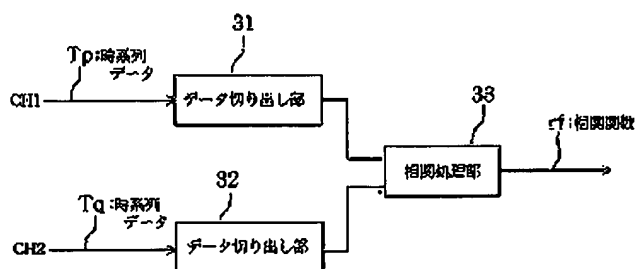 31
Tp:時系列
データ
CH1
データ切り出し部
33
rf:相関関数
相関処理部
32
Tq:時系列
データ
CH2
データ切り出し部